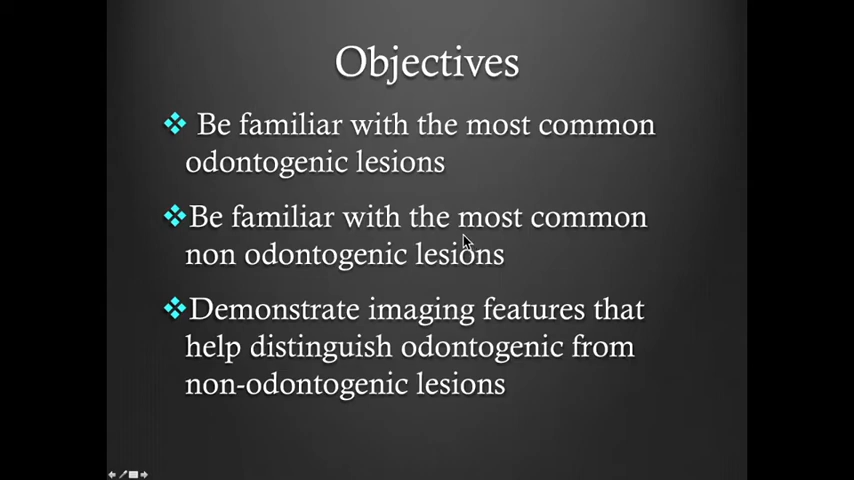 Objectives
Be familiar with the most common
odontogenic lesions
Be familiar with the most common
non odontogenic lesions
Demonstrate imaging features that
help distinguish odontogenic from
non-odontogenic lesions